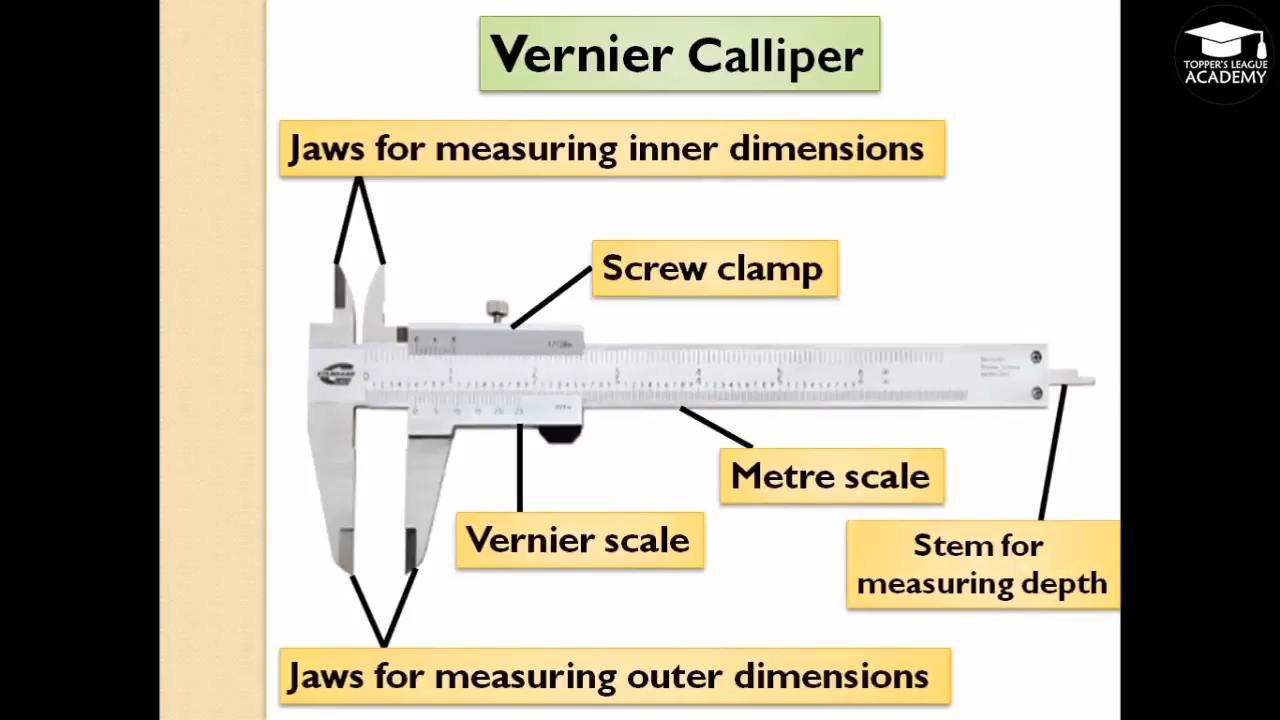 Vernier Calliper
TOPPER'S LEAGUE
ACADEMY
Jaws for measuring inner dimensions
Screw clamp
Metre scale
Vernier scale
Stem for
measuring depth
Jaws for measuring outer dimensions